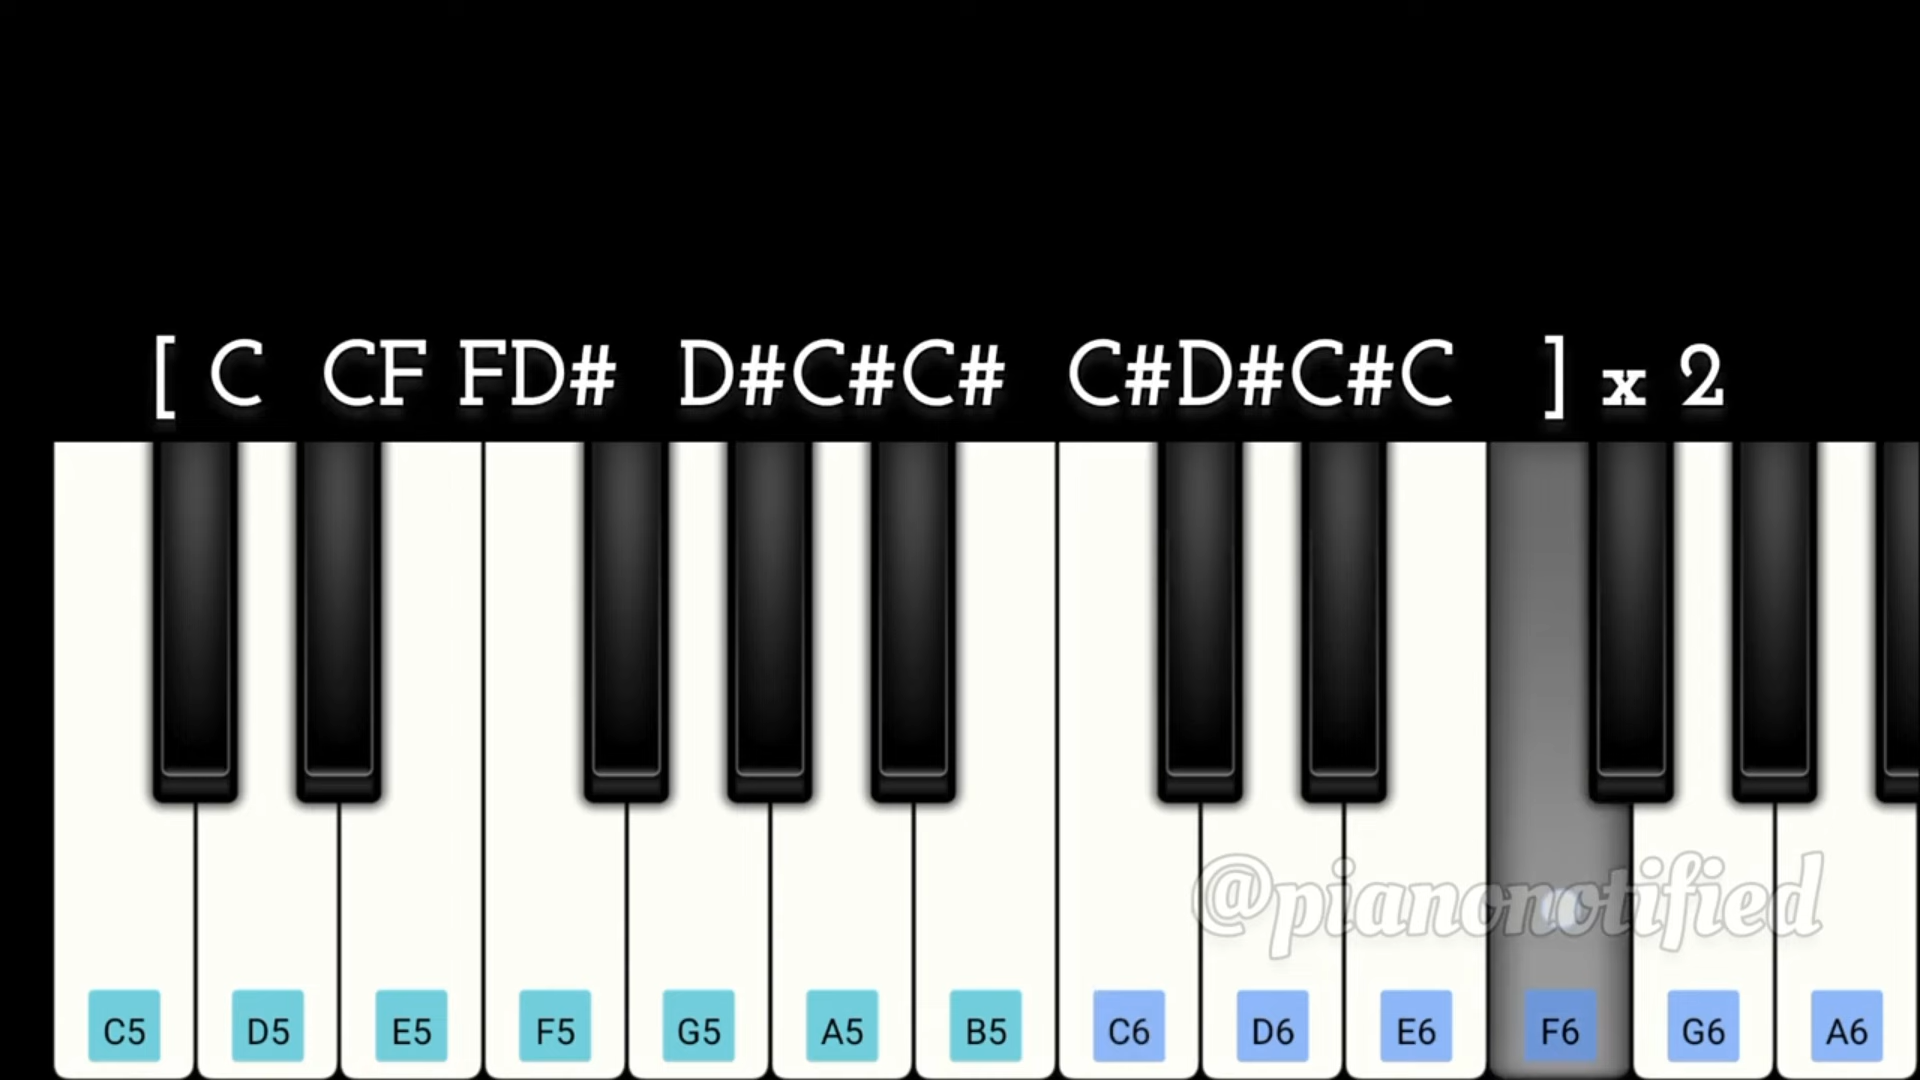 [ C CF FD# D#C#C# C#D#C#C ] x 2
@pianonotified
C5 D5 E5 F5 G5 A5 B5 C6 D6 E6 F6 G6 A6